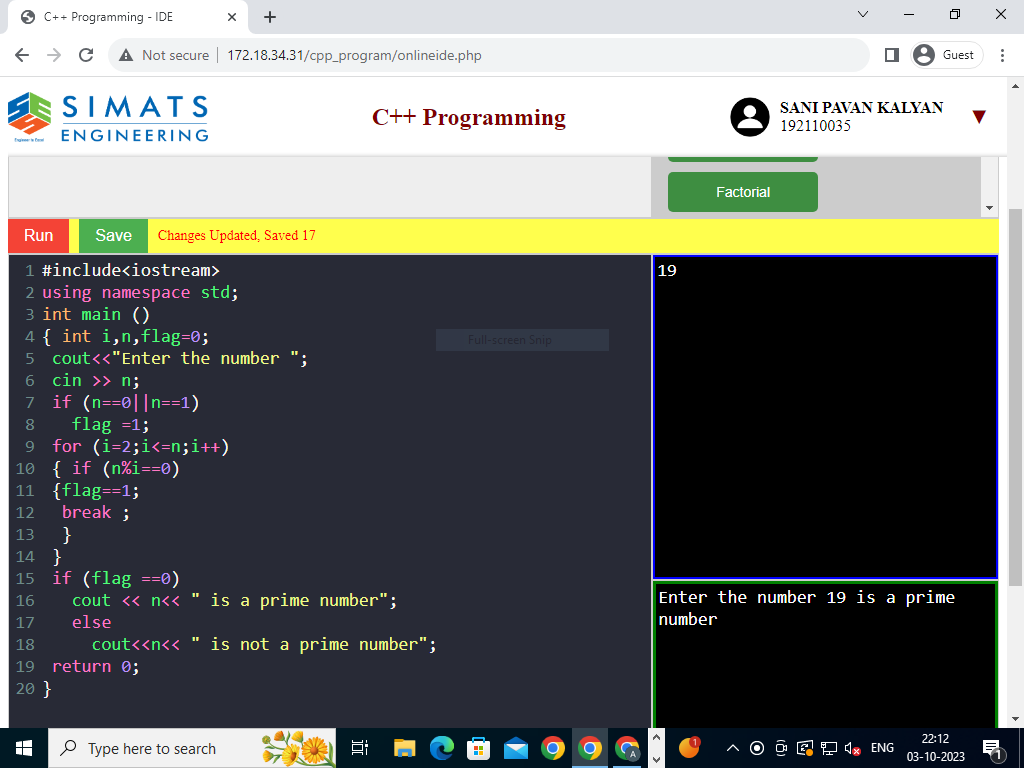 C++ Programming - IDE
Not secure
172.18.34.31/cpp_program/onlineide.php
Guest
SIMATS
ENGINEERING
Engineer to Excel
C++ Programming
SANI PAVAN KALYAN
192110035
Factorial
Run
Save
Changes Updated, Saved 17
1 #include<iostream>
2 using namespace std;
3 int main ()
4 { int i,n,flag=0;
5  cout<<"Enter the number ";
6  cin >> n;
7  if (n==0||n==1)
8    flag =1;
9  for (i=2;i<=n;i++)
10  { if (n%i==0)
11  {flag==1;
12   break ;
13   }
14  }
15  if (flag ==0)
16    cout << n<< " is a prime number";
17    else
18      cout<<n<< " is not a prime number";
19  return 0;
20 }
Full-screen Snip
19
Enter the number 19 is a prime
number
Type here to search
A
ENG
22:12
03-10-2023
1